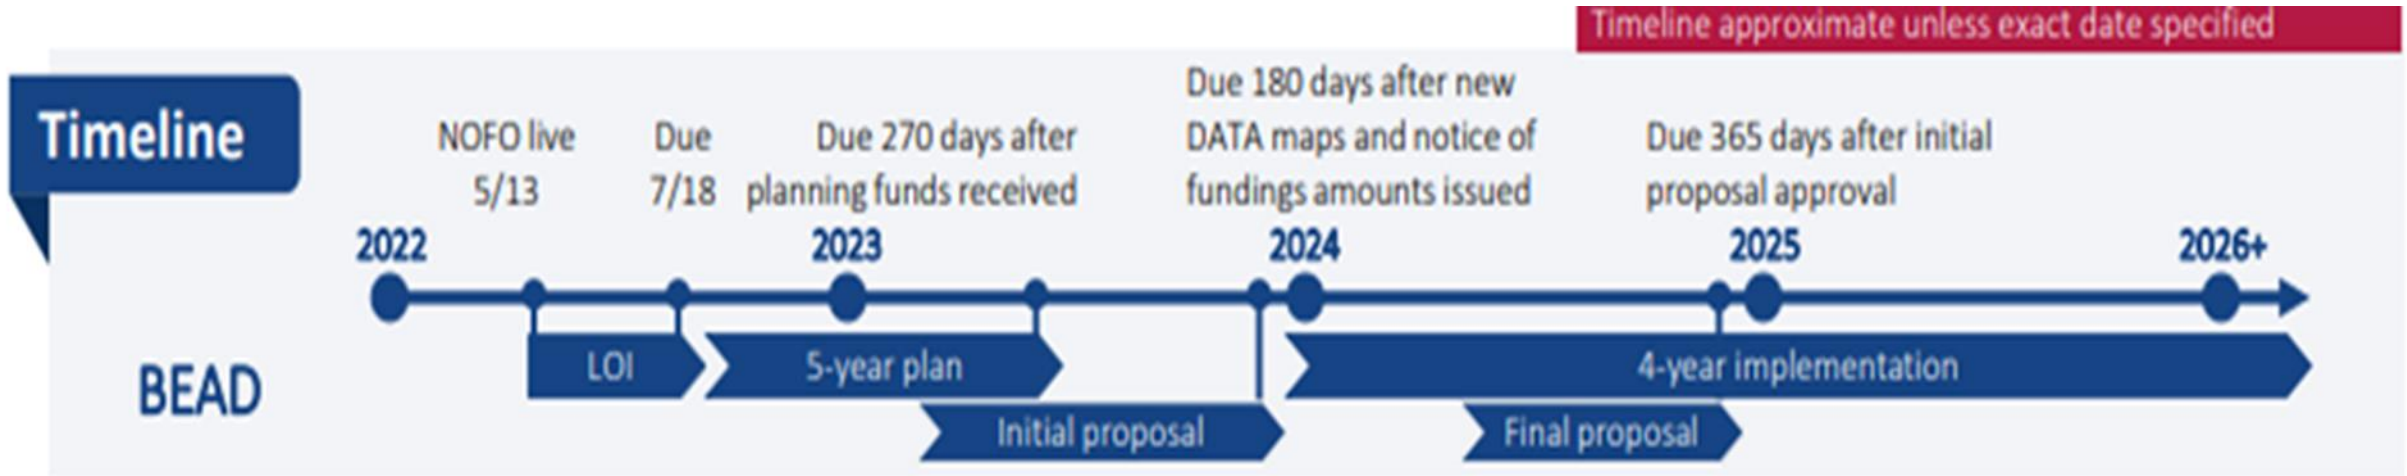 Timeline approximate unless exact date specified
Timeline
NOFO live
5/13
Due
7/18
Due 270 days after
planning funds received
Due 180 days after new
DATA maps and notice of
fundings amounts issued
Due 365 days after initial
proposal approval
2022
2023
2024
2025
2026+
BEAD
LOI
5-year plan
4-year implementation
Initial proposal
Final proposal